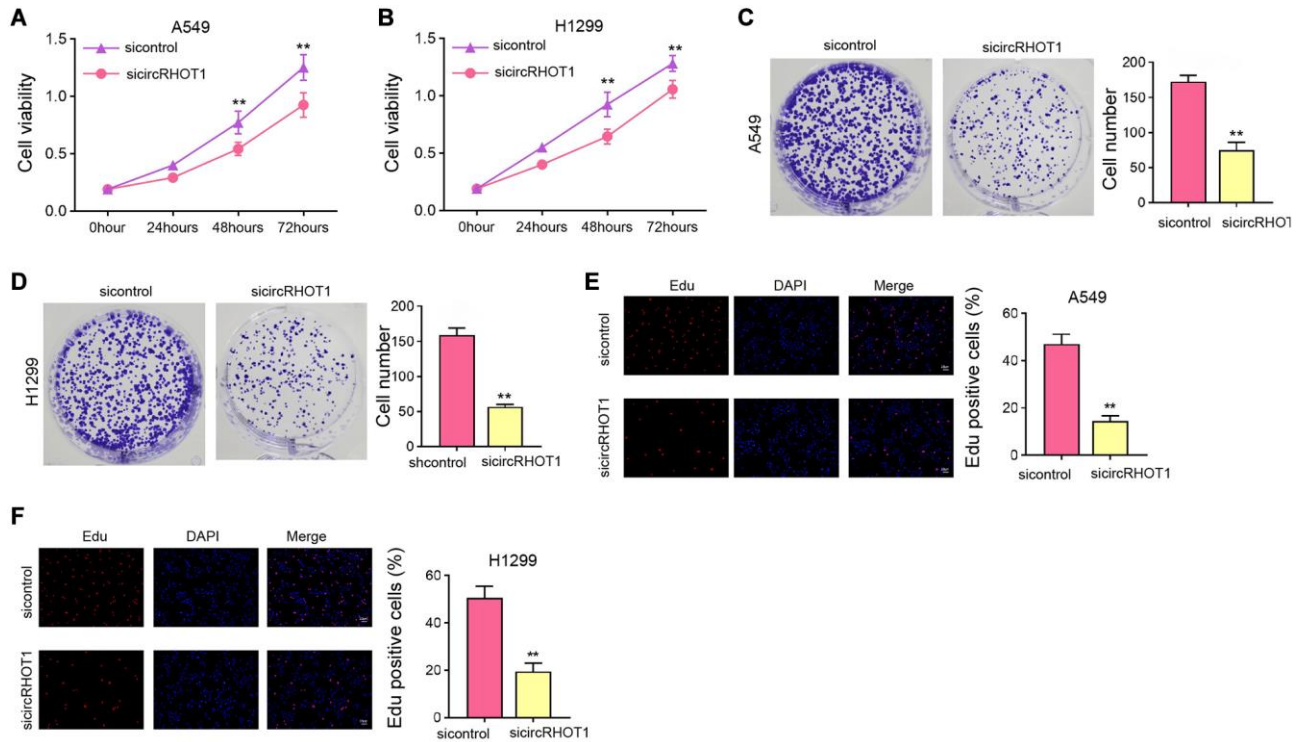 A
A549
sicontrol
sicircRHOT1
**
**
Cell viability
1.5
1.0
0.5
0.0
0hour 24hours 48hours 72hours
B
H1299
sicontrol
sicircRHOT1
**
**
Cell viability
1.5
1.0
0.5
0.0
0hour 24hours 48hours 72hours
C
sicontrol sicircRHOT1
A549
Cell number
200
150
100
50
0
**
sicontrol sicircRHOT
D
sicontrol sicircRHOT1
H1299
Cell number
200
150
100
50
0
**
shcontrol sicircRHOT1
E
Edu DAPI Merge
sicontrol
sicircRHOT1
A549
Edu positive cells (%)
60
40
20
0
**
sicontrol sicircRHOT1
F
Edu DAPI Merge
sicontrol
sicircRHOT1
H1299
Edu positive cells (%)
60
40
20
0
**
sicontrol sicircRHOT1